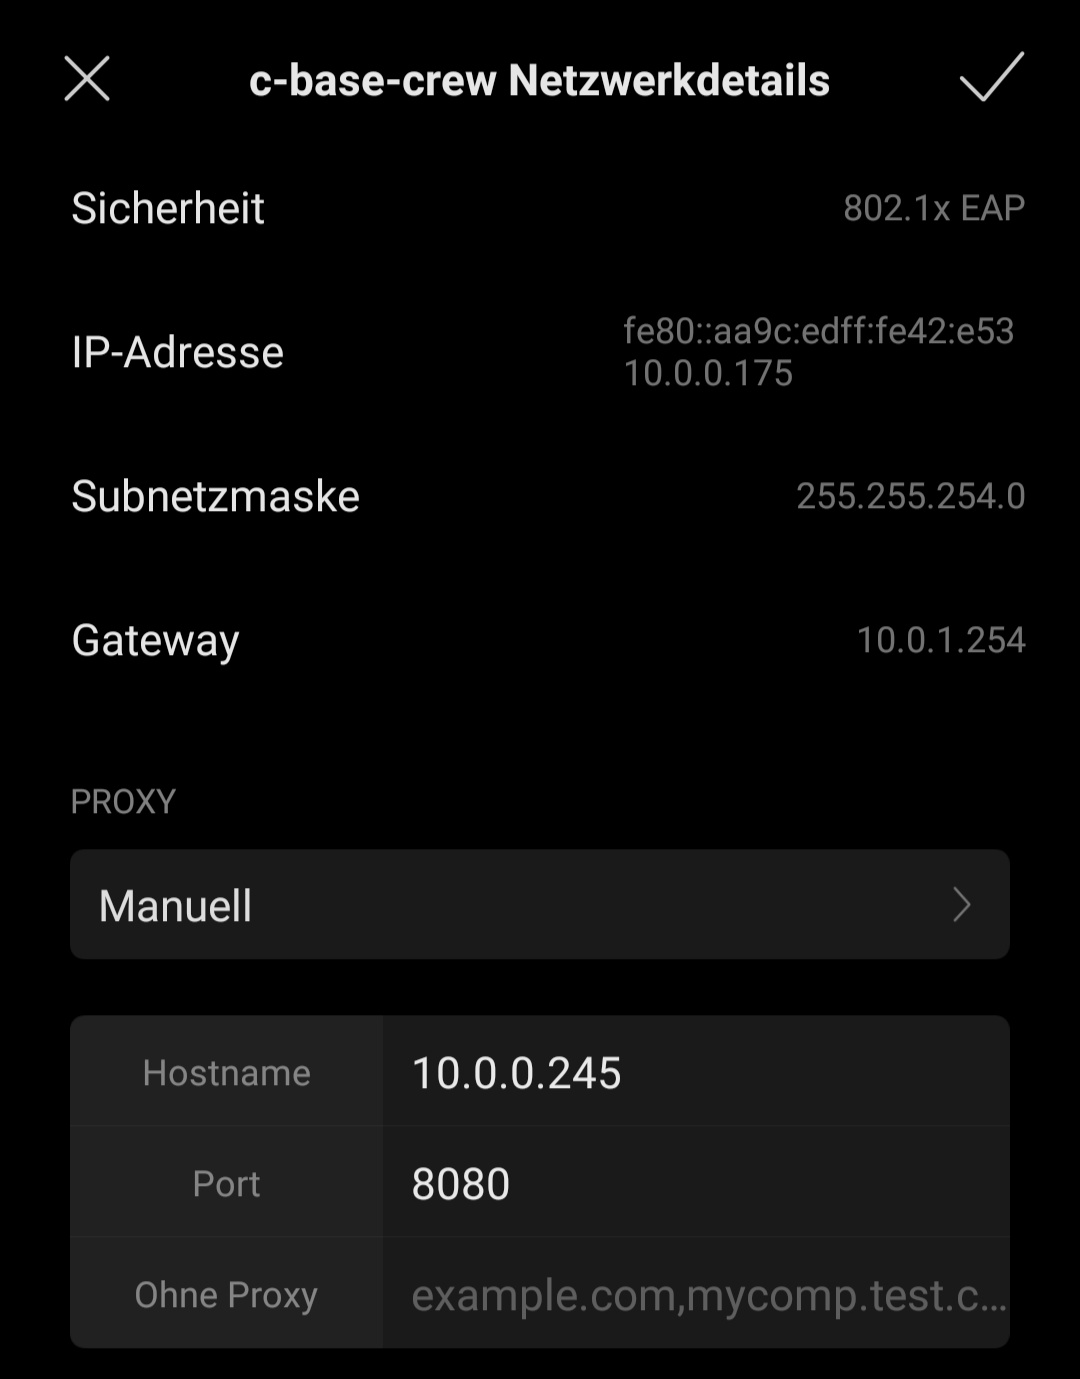 c-base-crew Netzwerkdetails
Sicherheit 802.1x EAP
IP-Adresse fe80::aa9c:edff:fe42:e53
10.0.0.175
Subnetzmaske 255.255.254.0
Gateway 10.0.1.254
PROXY
Manuell
Hostname 10.0.0.245
Port 8080
Ohne Proxy example.com,mycomp.test.c...